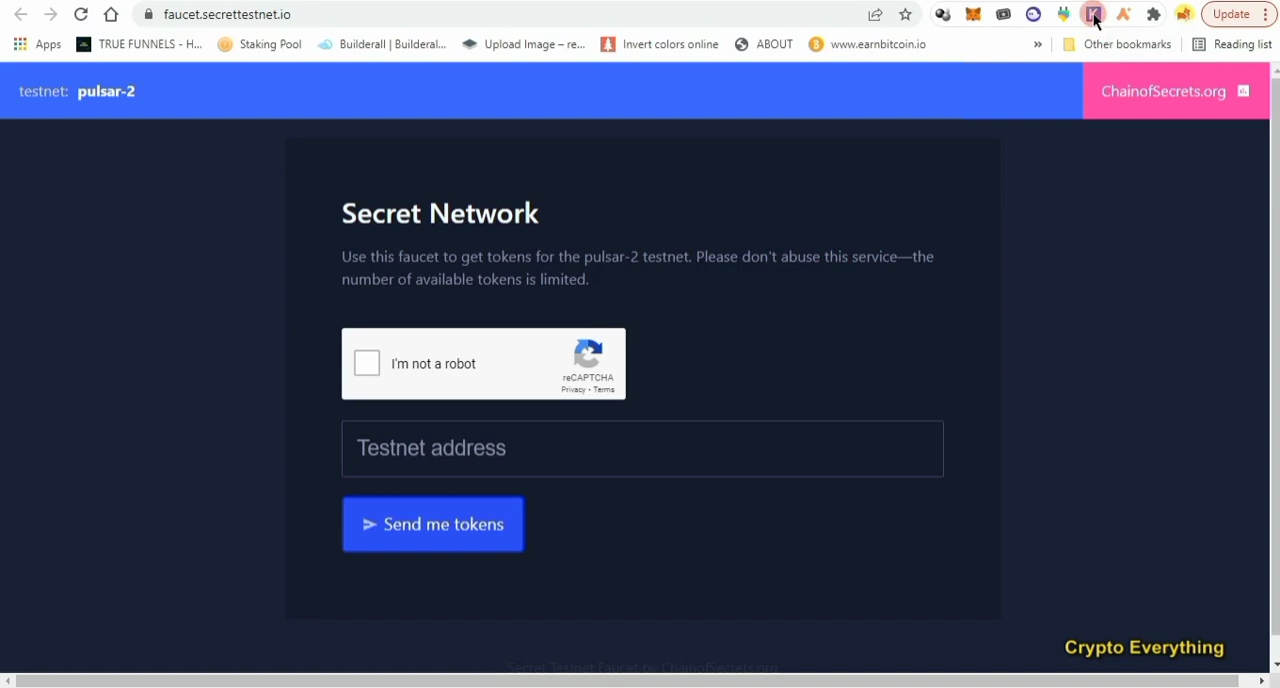 faucet.secrettestnet.io
Update
Apps
TRUE FUNNELS - H...
Staking Pool
Builderall | Builderal...
Upload Image – re...
Invert colors online
ABOUT
www.earnbitcoin.io
»
Other bookmarks
Reading list
testnet: pulsar-2
ChainofSecrets.org
Secret Network
Use this faucet to get tokens for the pulsar-2 testnet. Please don't abuse this service—the
number of available tokens is limited.
I'm not a robot
reCAPTCHA
Privacy - Terms
Testnet address
Send me tokens
Crypto Everything
Secret Testnet Faucet by ChainofSecrets.org